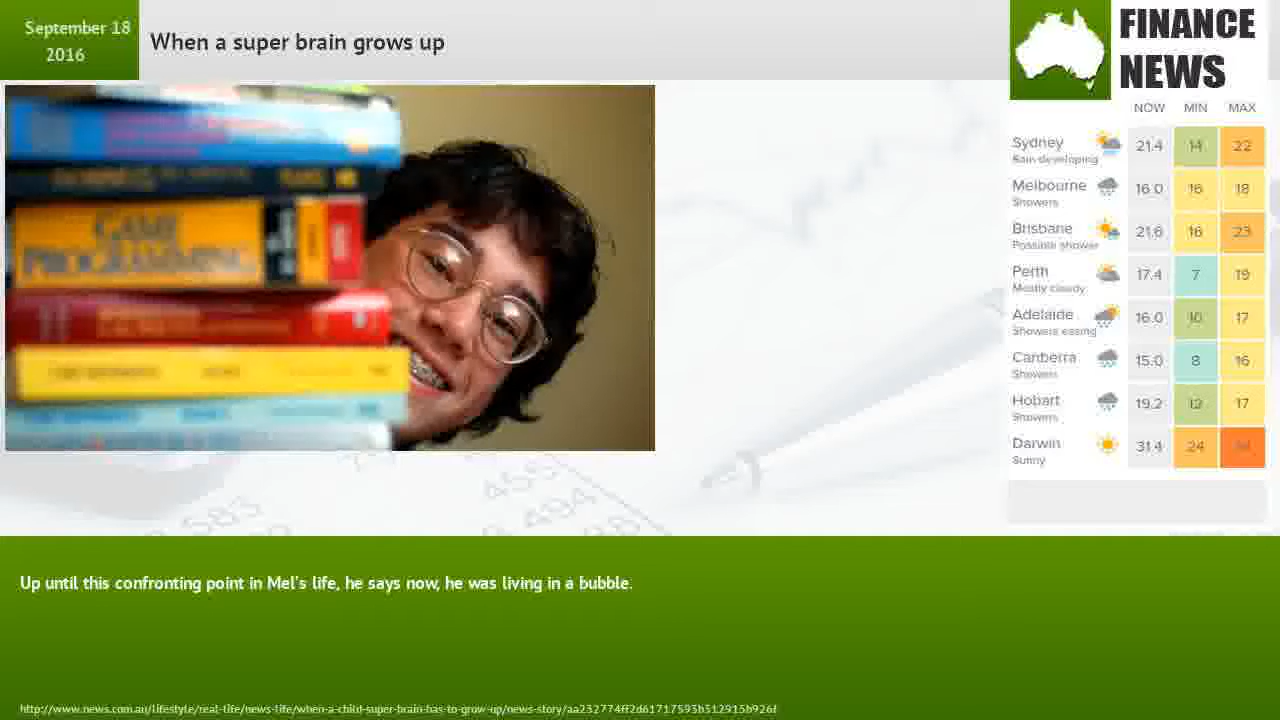 September 18
2016
When a super brain grows up
FINANCE
NEWS
NOW MIN MAX
Sydney 21.4 14 22
Rain developing
Melbourne 16.0 16 18
Showers
Brisbane 21.6 16 23
Possible shower
Perth 17.4 7 19
Mostly cloudy
Adelaide 16.0 10 17
Showers easing
Canberra 15.0 8 16
Showers
Hobart 19.2 12 17
Showers
Darwin 31.4 24
Sunny
GAME
PROGRAMMING
Up until this confronting point in Mel's life, he says now, he was living in a bubble.
http://www.news.com.au/lifestyle/real-life/news-life/when-a-child-super-brain-has-to-grow-up/news-story/aa232774ff2d61717593b312915b926f